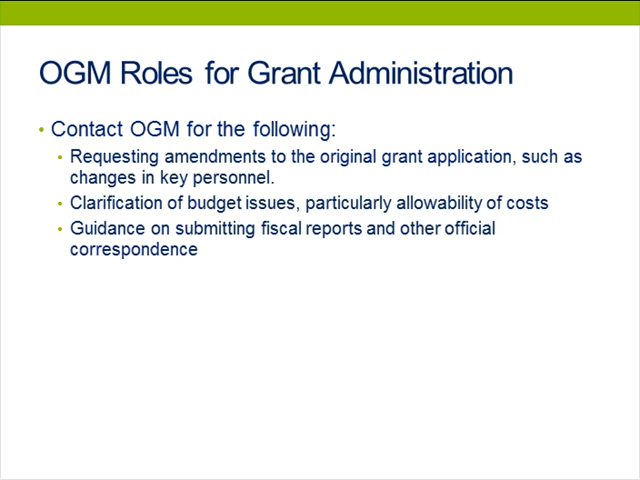 OGM Roles for Grant Administration
• Contact OGM for the following:
• Requesting amendments to the original grant application, such as
changes in key personnel.
• Clarification of budget issues, particularly allowability of costs
• Guidance on submitting fiscal reports and other official
correspondence